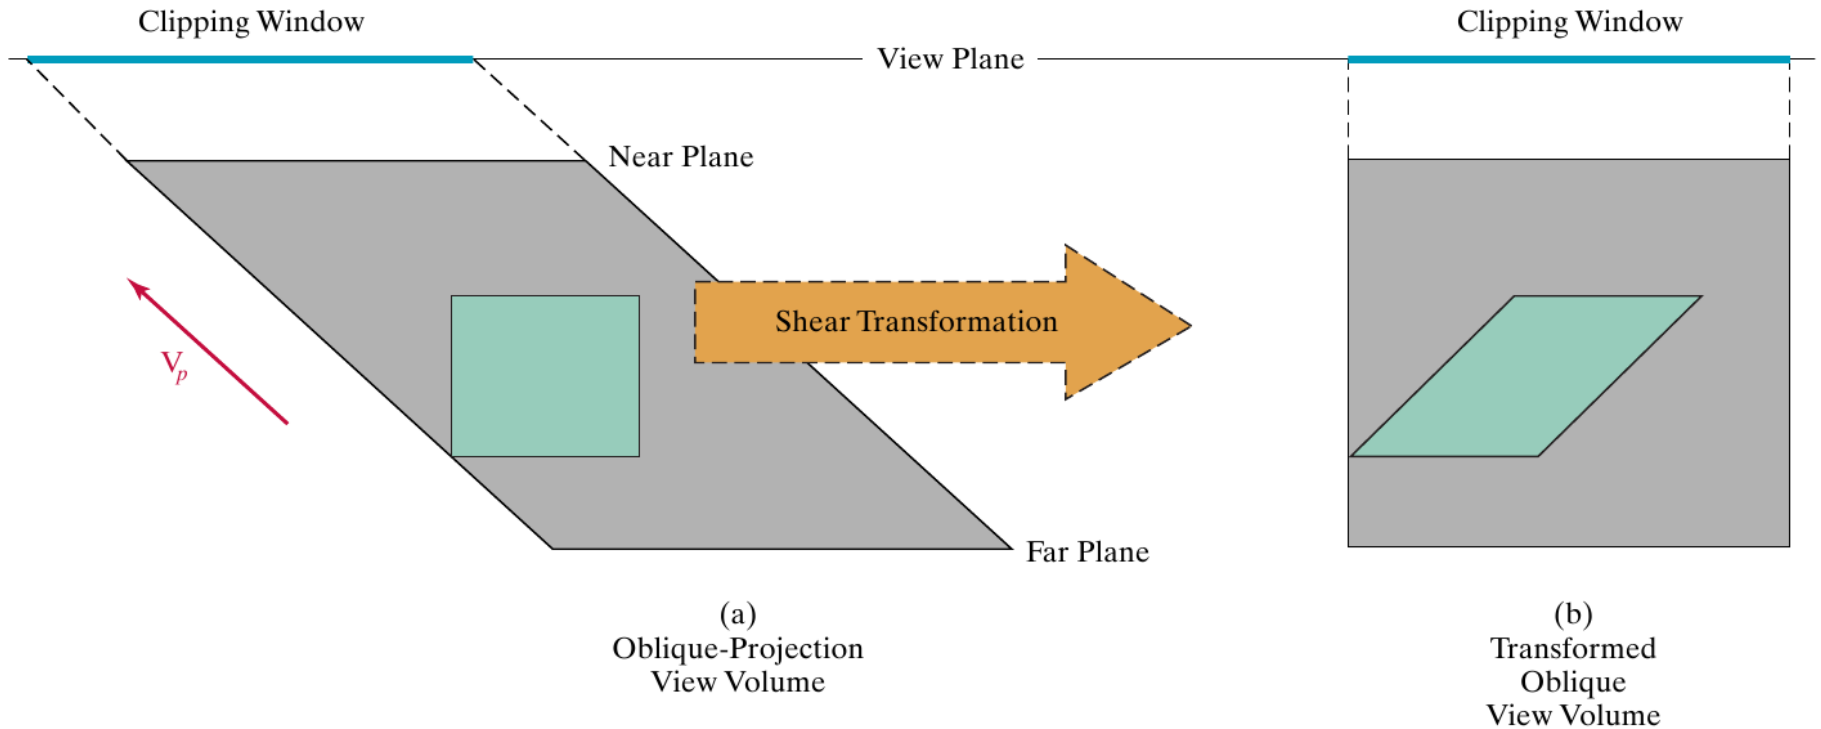 Clipping Window
Clipping Window
View Plane
Near Plane
Shear Transformation
Vp
Far Plane
(a)
Oblique-Projection
View Volume
(b)
Transformed
Oblique
View Volume